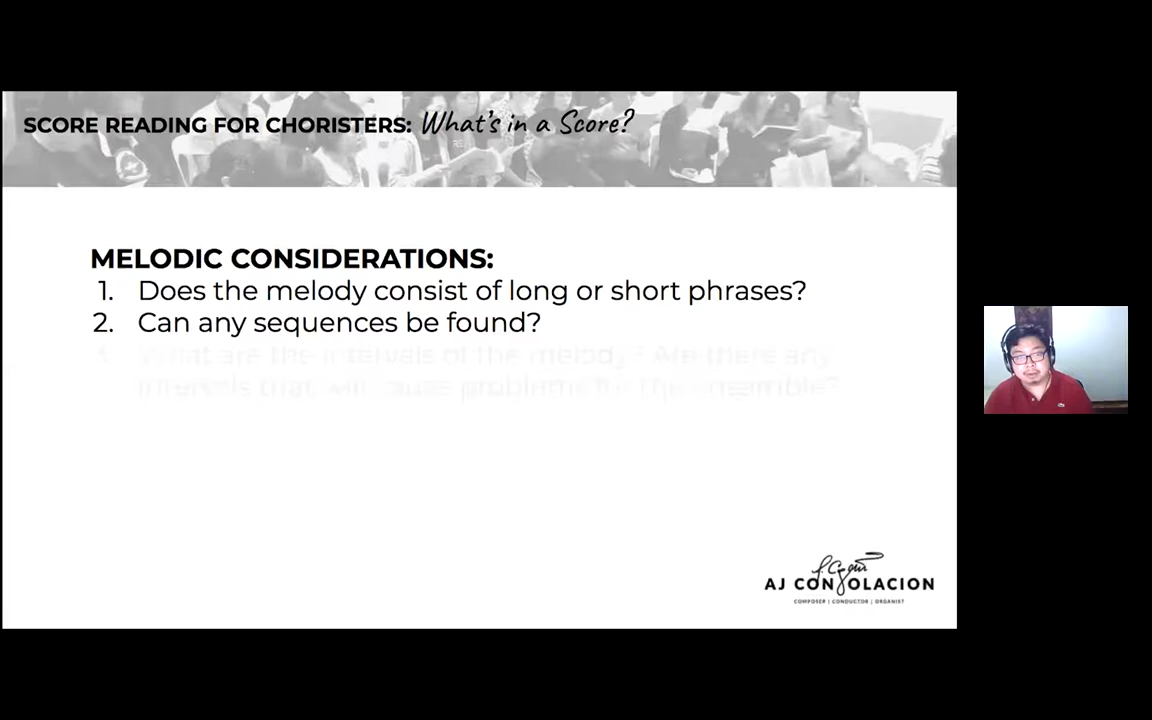 SCORE READING FOR CHORISTERS: What's in a Score?
MELODIC CONSIDERATIONS:
1. Does the melody consist of long or short phrases?
2. Can any sequences be found?
3. What are the intervals of the melody? Are there any
intervals that will cause problems for the ensemble?
AJ CONSOLACION
COMPOSER | CONDUCTOR | ORGANIST